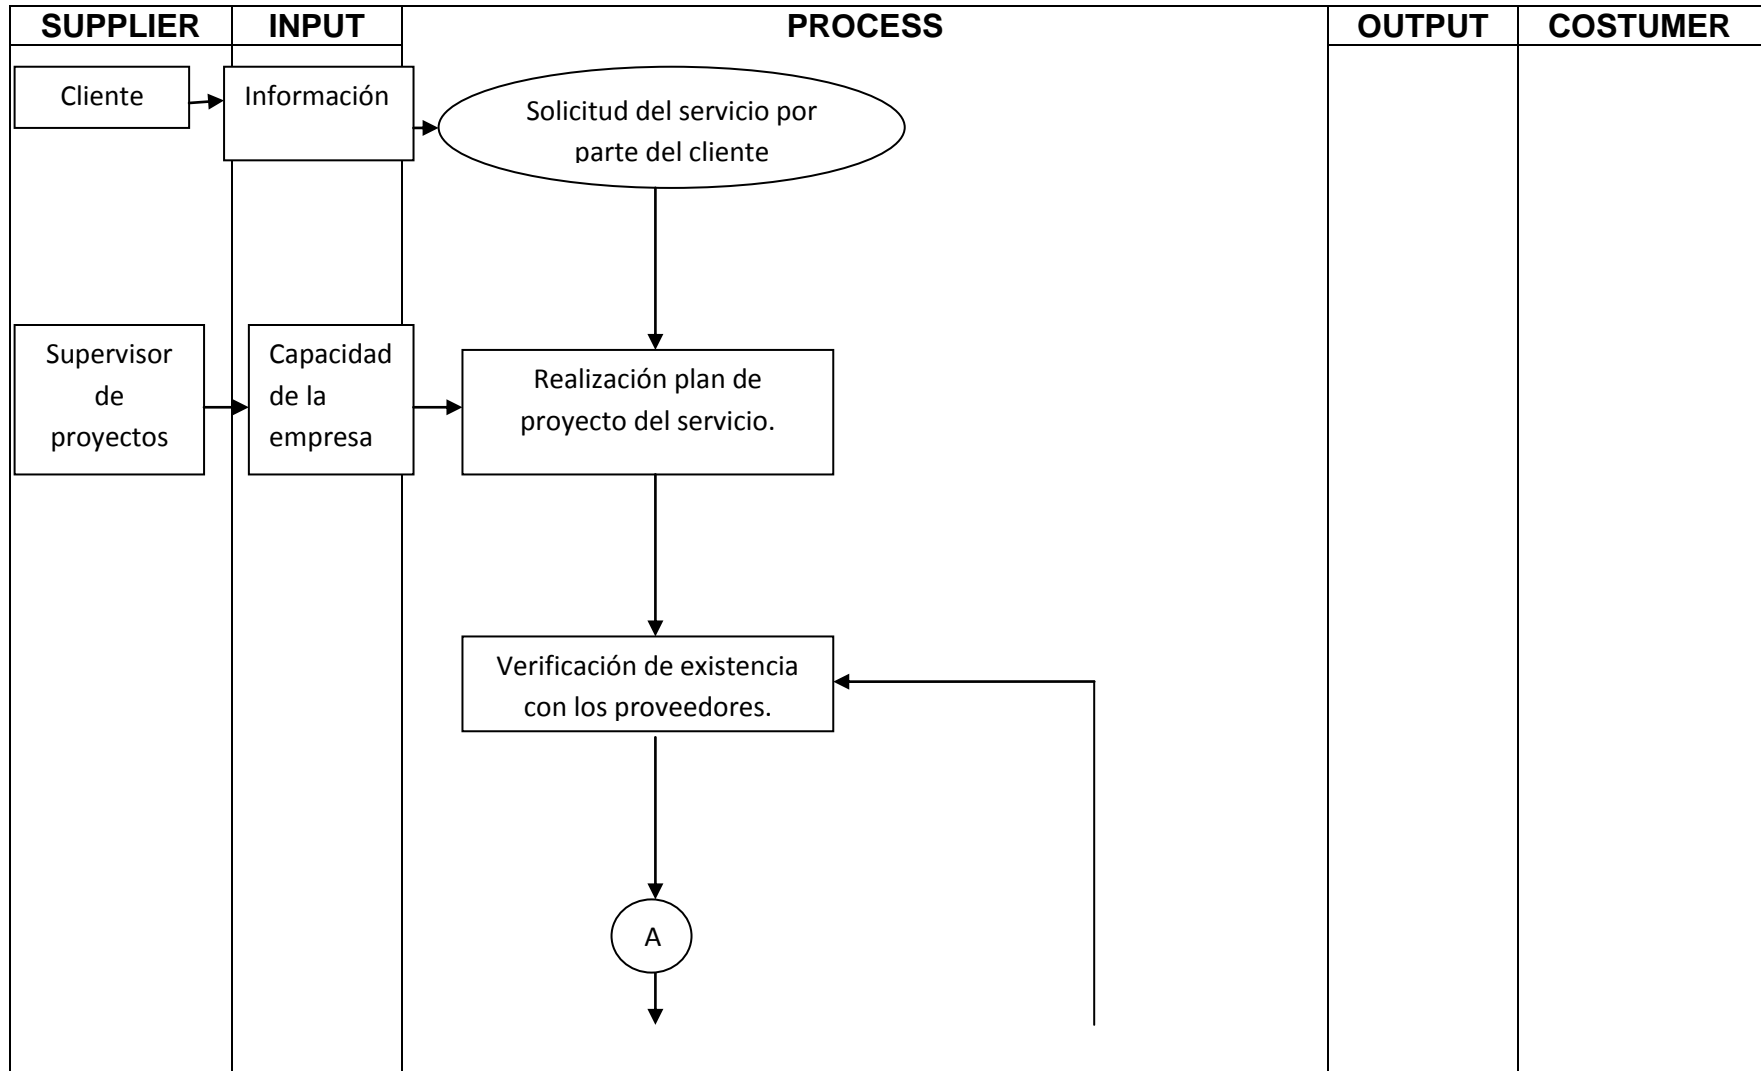 SUPPLIER
INPUT
PROCESS
OUTPUT
COSTUMER
Cliente
Información
Solicitud del servicio por
parte del cliente
Supervisor
de
proyectos
Capacidad
de la
empresa
Realización plan de
proyecto del servicio.
Verificación de existencia
con los proveedores.
A